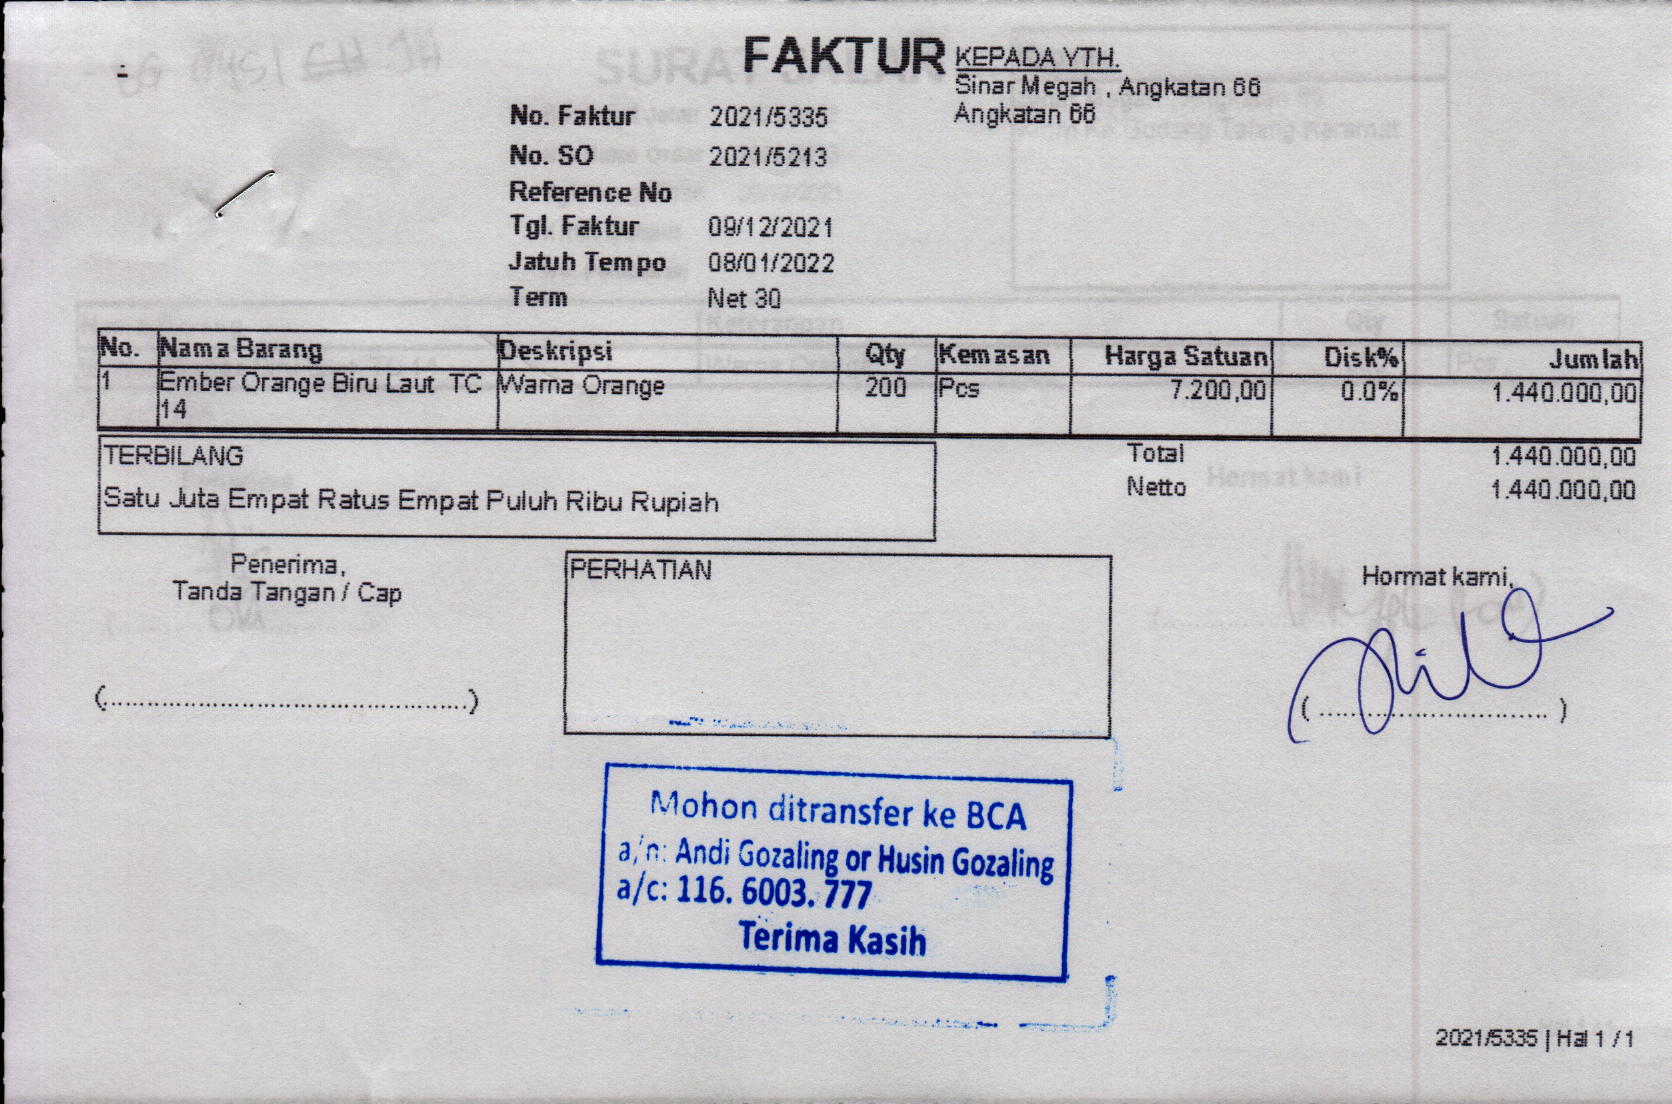 FAKTUR
KEPADA YTH.
Sinar Megah , Angkatan 66
Angkatan 66
No. Faktur 2021/5335
No. SO 2021/5213
Reference No
Tgl. Faktur 09/12/2021
Jatuh Tempo 08/01/2022
Term Net 30
No. Nama Barang Deskripsi Qty Kemasan Harga Satuan Disk% Jumlah
1 Ember Orange Biru Laut TC Warna Orange 200 Pcs 7.200,00 0.0% 1.440.000,00
14
TERBILANG
Satu Juta Empat Ratus Empat Puluh Ribu Rupiah
Total 1.440.000,00
Netto 1.440.000,00
Penerima,
Tanda Tangan / Cap
(................................................)
PERHATIAN
Hormat kami,
( .............................. )
Mohon ditransfer ke BCA
a/n: Andi Gozaling or Husin Gozaling
a/c: 116. 6003. 777
Terima Kasih
2021/5335 | Hal 1 / 1